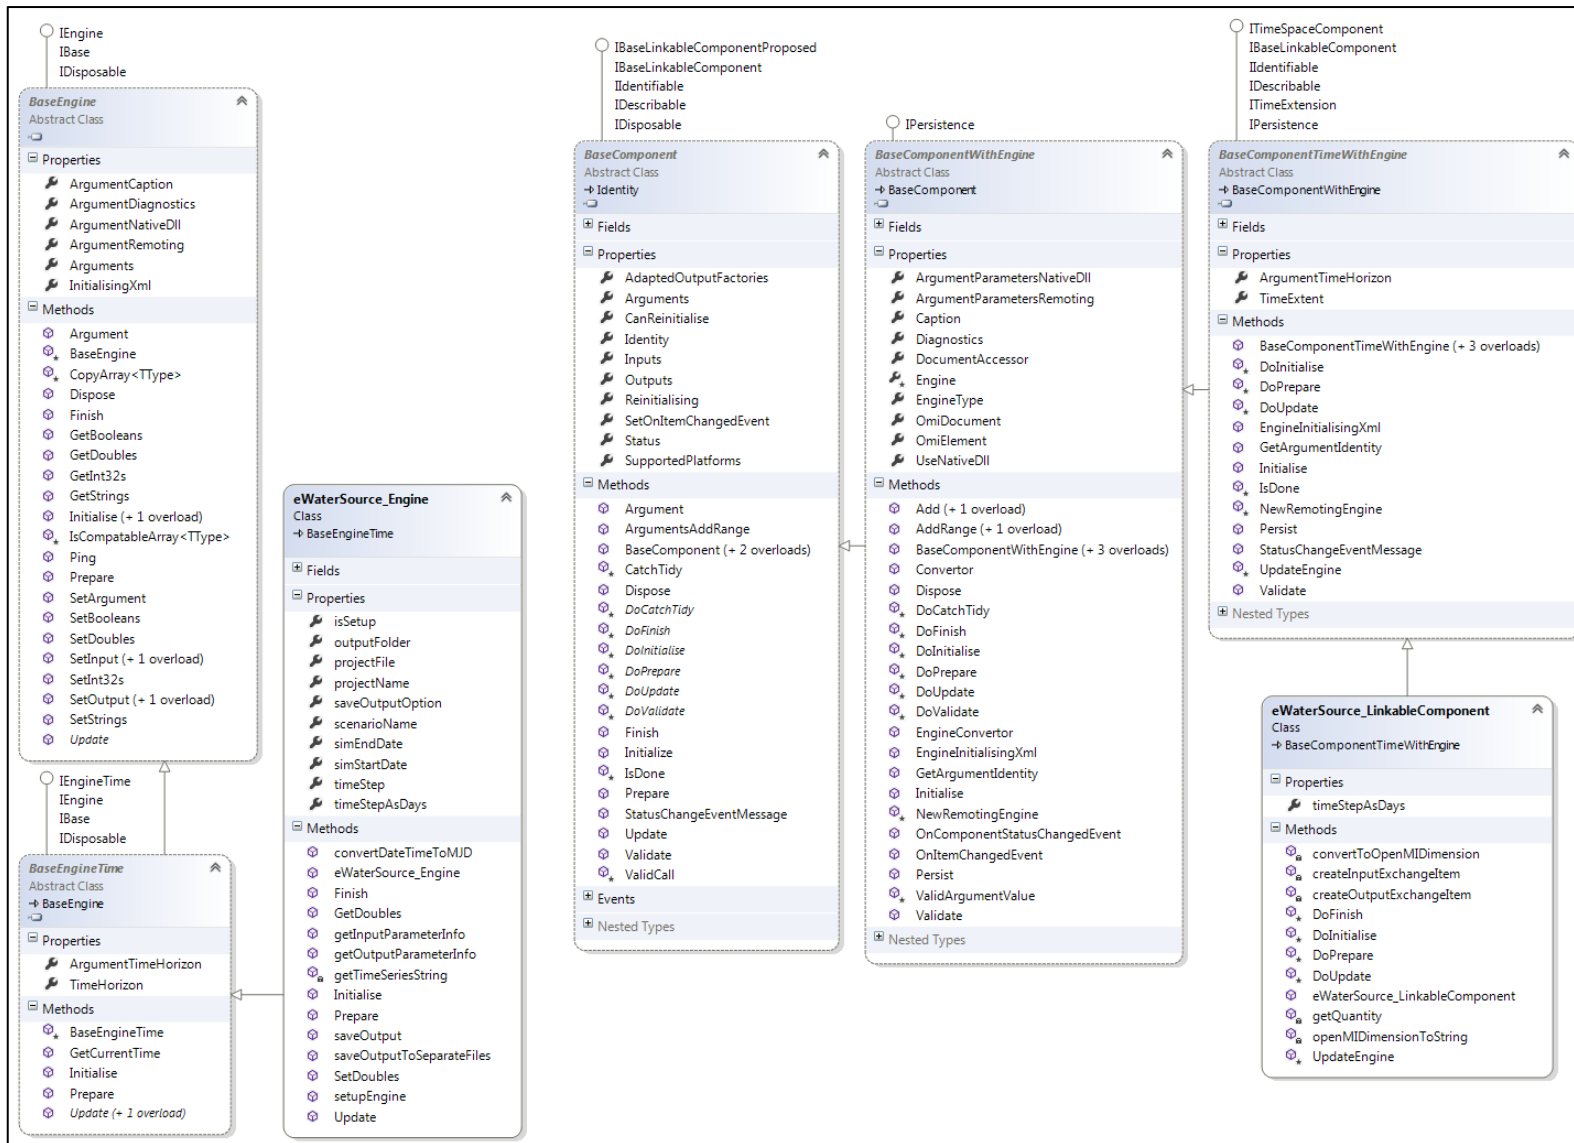 IEngine
IBase
IDisposable
BaseEngine
Abstract Class
Properties
ArgumentCaption
ArgumentDiagnostics
ArgumentNativeDll
ArgumentRemoting
Arguments
InitialisingXml
Methods
Argument
BaseEngine
CopyArray<TType>
Dispose
Finish
GetBooleans
GetDoubles
GetInt32s
GetStrings
Initialise (+ 1 overload)
IsCompatableArray<TType>
Ping
Prepare
SetArgument
SetBooleans
SetDoubles
SetInput (+ 1 overload)
SetInt32s
SetOutput (+ 1 overload)
SetStrings
Update
IEngineTime
IEngine
IBase
IDisposable
BaseEngineTime
Abstract Class
BaseEngine
Properties
ArgumentTimeHorizon
TimeHorizon
Methods
BaseEngineTime
GetCurrentTime
Initialise
Prepare
Update (+ 1 overload)
eWaterSource_Engine
Class
BaseEngineTime
Fields
Properties
isSetup
outputFolder
projectFile
projectName
saveOutputOption
scenarioName
simEndDate
simStartDate
timeStep
timeStepAsDays
Methods
convertDateTimeToMJD
eWaterSource_Engine
Finish
GetDoubles
getInputParameterInfo
getOutputParameterInfo
getTimeSeriesString
Initialise
Prepare
saveOutput
saveOutputToSeparateFiles
SetDoubles
setupEngine
Update
IBaseLinkableComponentProposed
IBaseLinkableComponent
IIdentifiable
IDescribable
IDisposable
BaseComponent
Abstract Class
Identity
Fields
Properties
AdaptedOutputFactories
Arguments
CanReinitialise
Identity
Inputs
Outputs
Reinitialising
SetOnItemChangedEvent
Status
SupportedPlatforms
Methods
Argument
ArgumentsAddRange
BaseComponent (+ 2 overloads)
CatchTidy
Dispose
DoCatchTidy
DoFinish
DoInitialise
DoPrepare
DoUpdate
DoValidate
Finish
Initialize
IsDone
Prepare
StatusChangeEventMessage
Update
Validate
ValidCall
Events
Nested Types
IPersistence
BaseComponentWithEngine
Abstract Class
BaseComponent
Fields
Properties
ArgumentParametersNativeDll
ArgumentParametersRemoting
Caption
Diagnostics
DocumentAccessor
Engine
EngineType
OmiDocument
OmiElement
UseNativeDll
Methods
Add (+ 1 overload)
AddRange (+ 1 overload)
BaseComponentWithEngine (+ 3 overloads)
Convertor
Dispose
DoCatchTidy
DoFinish
DoInitialise
DoPrepare
DoUpdate
DoValidate
EngineConvertor
EngineInitialisingXml
GetArgumentIdentity
Initialise
NewRemotingEngine
OnComponentStatusChangedEvent
OnItemChangedEvent
Persist
ValidArgumentValue
Validate
Nested Types
ITimeSpaceComponent
IBaseLinkableComponent
IIdentifiable
IDescribable
ITimeExtension
IPersistence
BaseComponentTimeWithEngine
Abstract Class
BaseComponentWithEngine
Fields
Properties
ArgumentTimeHorizon
TimeExtent
Methods
BaseComponentTimeWithEngine (+ 3 overloads)
DoInitialise
DoPrepare
DoUpdate
EngineInitialisingXml
GetArgumentIdentity
Initialise
IsDone
NewRemotingEngine
Persist
StatusChangeEventMessage
UpdateEngine
Validate
Nested Types
eWaterSource_LinkableComponent
Class
BaseComponentTimeWithEngine
Properties
timeStepAsDays
Methods
convertToOpenMIDimension
createInputExchangeItem
createOutputExchangeItem
DoFinish
DoInitialise
DoPrepare
DoUpdate
eWaterSource_LinkableComponent
getQuantity
openMIDimensionToString
UpdateEngine